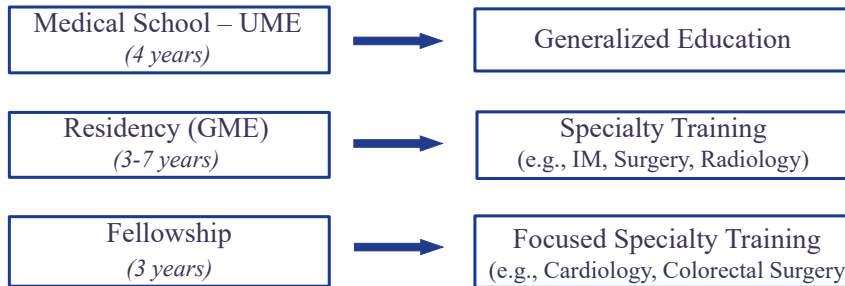 Medical School – UME
(4 years)
Generalized Education
Residency (GME)
(3-7 years)
Specialty Training
(e.g., IM, Surgery, Radiology)
Fellowship
(3 years)
Focused Specialty Training
(e.g., Cardiology, Colorectal Surgery